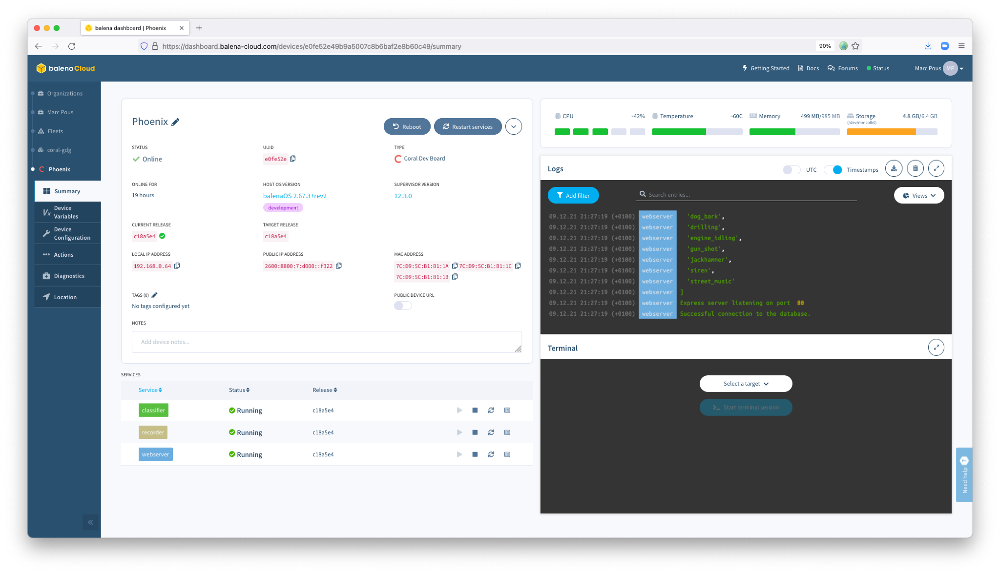 balena dashboard | Phoenix
https://dashboard.balena-cloud.com/devices/e0fe52e49b9a5007c8b6baf2e8b60c49/summary
90%
balenaCloud
Getting Started
Docs
Forums
Status
Marc Pous
MP
Organizations
Marc Pous
Fleets
coral-gdg
Phoenix
Summary
Device Variables
Device Configuration
Actions
Diagnostics
Location
Phoenix
Reboot
Restart services
STATUS
Online
UUID
e0fe52e
TYPE
Coral Dev Board
ONLINE FOR
19 hours
HOST OS VERSION
balenaOS 2.67.3+rev2
development
SUPERVISOR VERSION
12.3.0
CURRENT RELEASE
c18a5e4
TARGET RELEASE
c18a5e4
LOCAL IP ADDRESS
192.168.0.64
PUBLIC IP ADDRESS
2600:8800:7:d000::f322
MAC ADDRESS
7C:D9:5C:B1:B1:1A 7C:D9:5C:B1:B1:1C
7C:D9:5C:B1:B1:1B
TAGS (0)
No tags configured yet
PUBLIC DEVICE URL
NOTES
Add device notes...
SERVICES
Service Status Release
classifier Running c18a5e4
recorder Running c18a5e4
webserver Running c18a5e4
CPU ~42%
Temperature ~60C
Memory 499 MB/985 MB
Storage 4.8 GB/6.4 GB
(/dev/mmcblk0)
Logs
UTC
Timestamps
Add filter
Search entries...
Views
09.12.21 21:27:19 (+0100) webserver 'dog_bark',
09.12.21 21:27:19 (+0100) webserver 'drilling',
09.12.21 21:27:19 (+0100) webserver 'engine_idling',
09.12.21 21:27:19 (+0100) webserver 'gun_shot',
09.12.21 21:27:19 (+0100) webserver 'jackhammer',
09.12.21 21:27:19 (+0100) webserver 'siren',
09.12.21 21:27:19 (+0100) webserver 'street_music'
09.12.21 21:27:19 (+0100) webserver ]
09.12.21 21:27:19 (+0100) webserver Express server listening on port 80
09.12.21 21:27:19 (+0100) webserver Successful connection to the database.
Terminal
Select a target
>_ Start terminal session
Need help